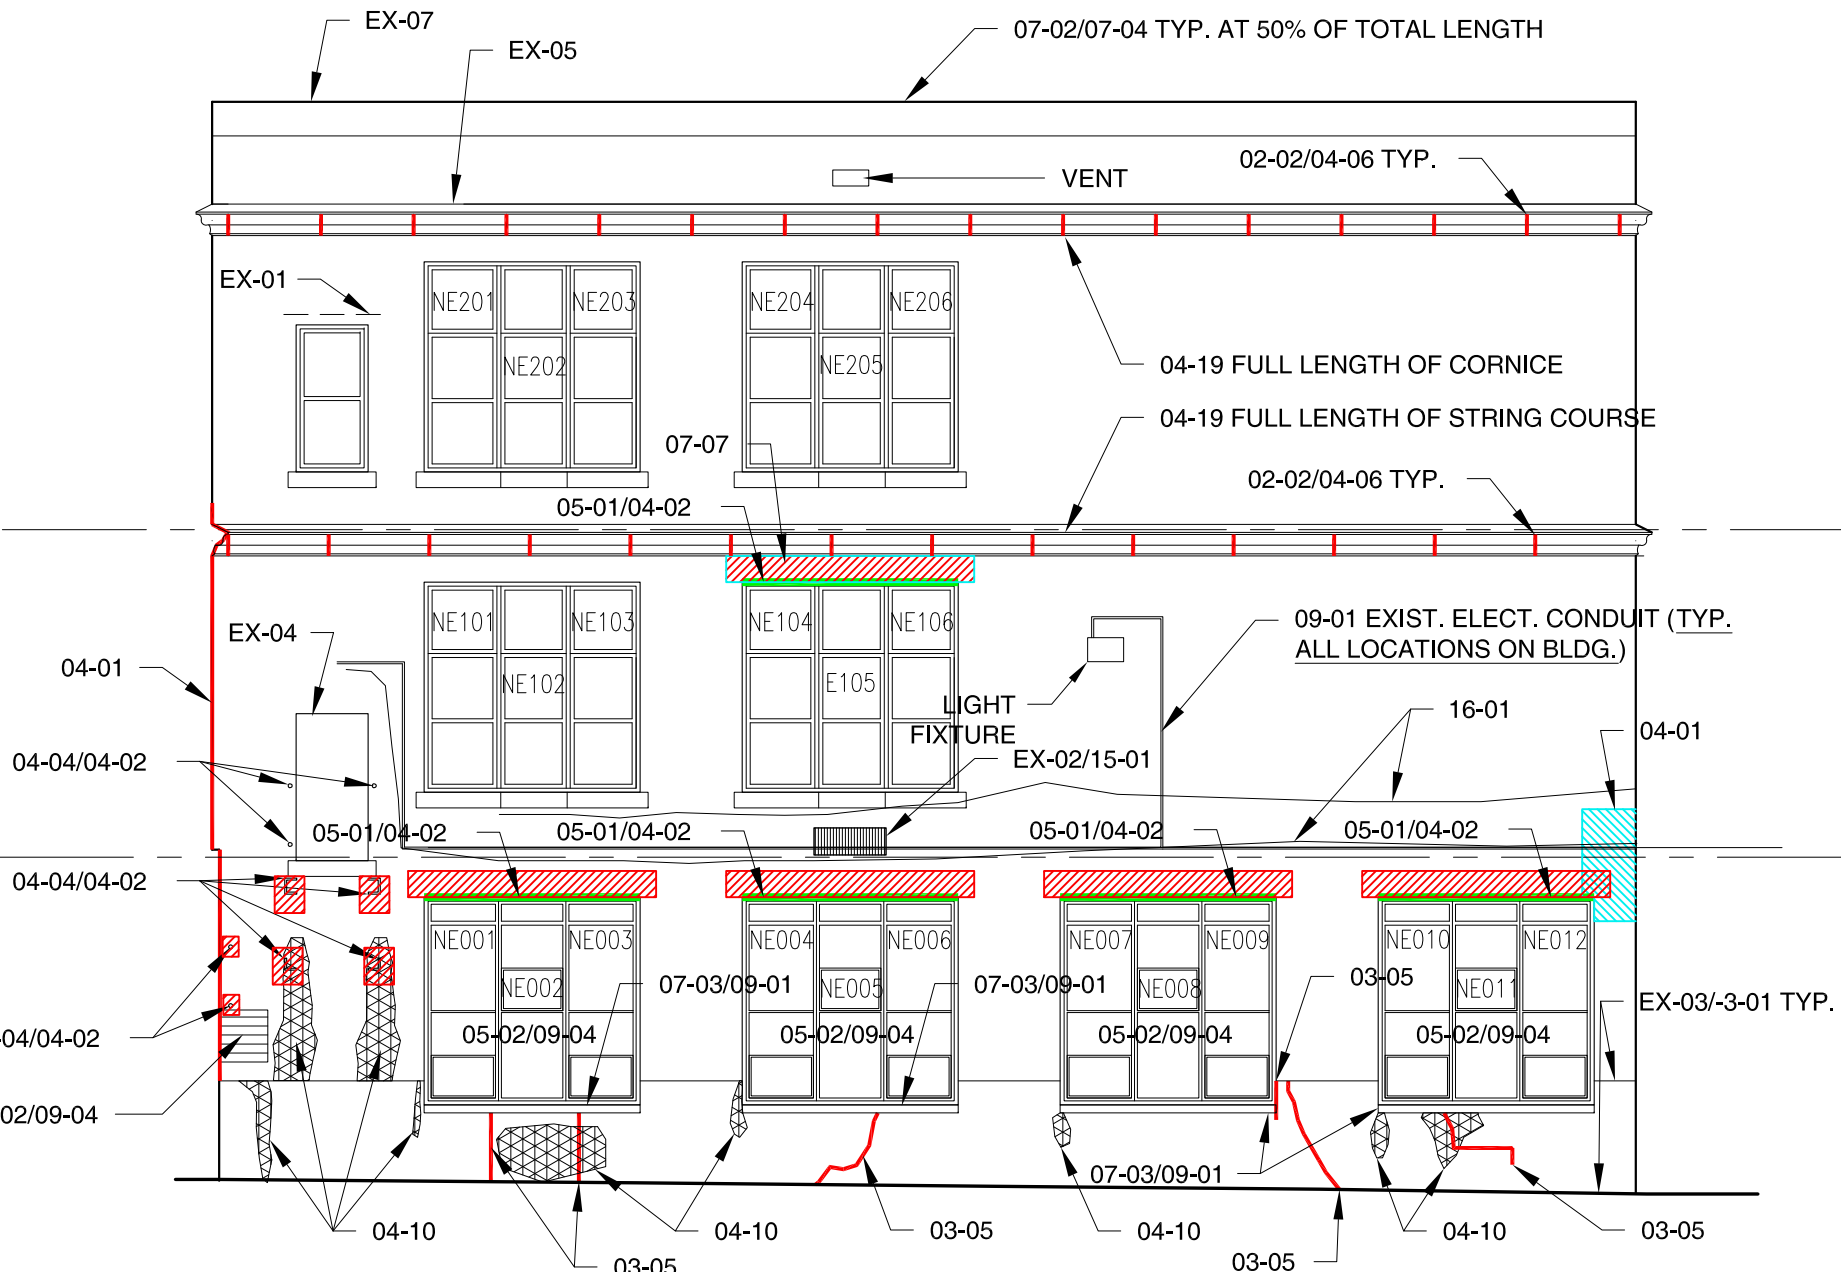 EX-07
07-02/07-04 TYP. AT 50% OF TOTAL LENGTH
EX-05
02-02/04-06 TYP.
VENT
EX-01
NE201
NE203
NE204
NE206
NE202
NE205
04-19 FULL LENGTH OF CORNICE
04-19 FULL LENGTH OF STRING COURSE
07-07
02-02/04-06 TYP.
05-01/04-02
NE101
NE103
NE104
NE106
09-01 EXIST. ELECT. CONDUIT (TYP.
ALL LOCATIONS ON BLDG.)
EX-04
04-01
NE102
E105
LIGHT
FIXTURE
16-01
04-01
EX-02/15-01
04-04/04-02
05-01/04-02
05-01/04-02
05-01/04-02
05-01/04-02
04-04/04-02
NE001
NE003
NE004
NE006
NE007
NE009
NE010
NE012
NE002
07-03/09-01
NE005
07-03/09-01
NE008
03-05
NE011
EX-03/-3-01 TYP.
-04/04-02
05-02/09-04
05-02/09-04
05-02/09-04
05-02/09-04
02/09-04
07-03/09-01
04-10
04-10
03-05
04-10
04-10
03-05
03-05
03-05